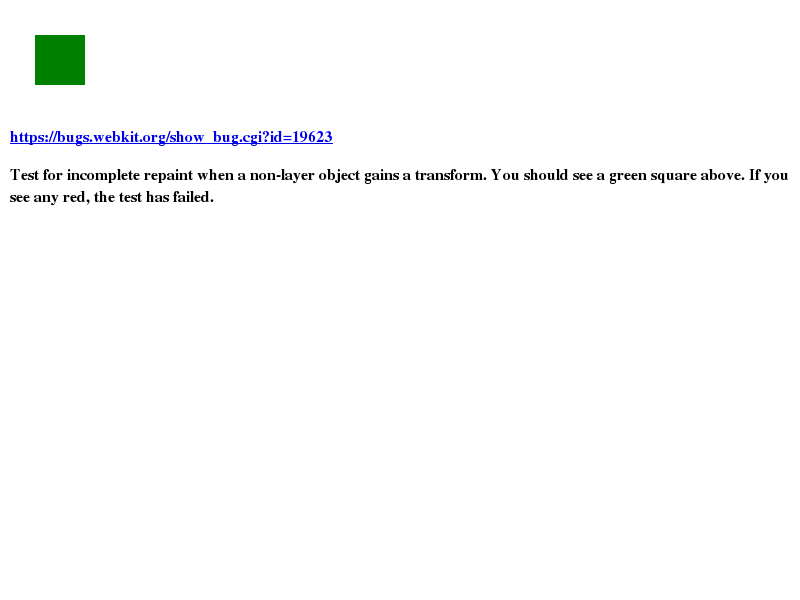 https://bugs.webkit.org/show_bug.cgi?id=19623
Test for incomplete repaint when a non-layer object gains a transform. You should see a green square above. If you
see any red, the test has failed.